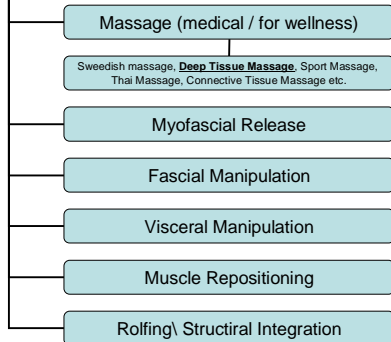 Massage (medical / for wellness)
Swedish massage, Deep Tissue Massage, Sport Massage,
Thai Massage, Connective Tissue Massage etc.
Myofascial Release
Fascial Manipulation
Visceral Manipulation
Muscle Repositioning
Rolfing\ Structiral Integration